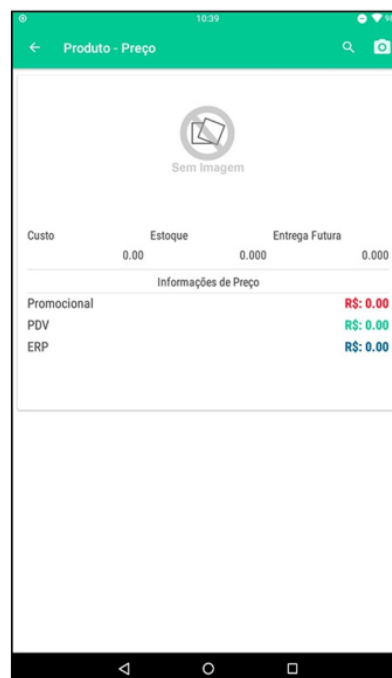 10:39
Produto - Preço
Sem Imagem
Custo Estoque Entrega Futura
0.00 0.000 0.000
Informações de Preço
Promocional R$: 0.00
PDV R$: 0.00
ERP R$: 0.00